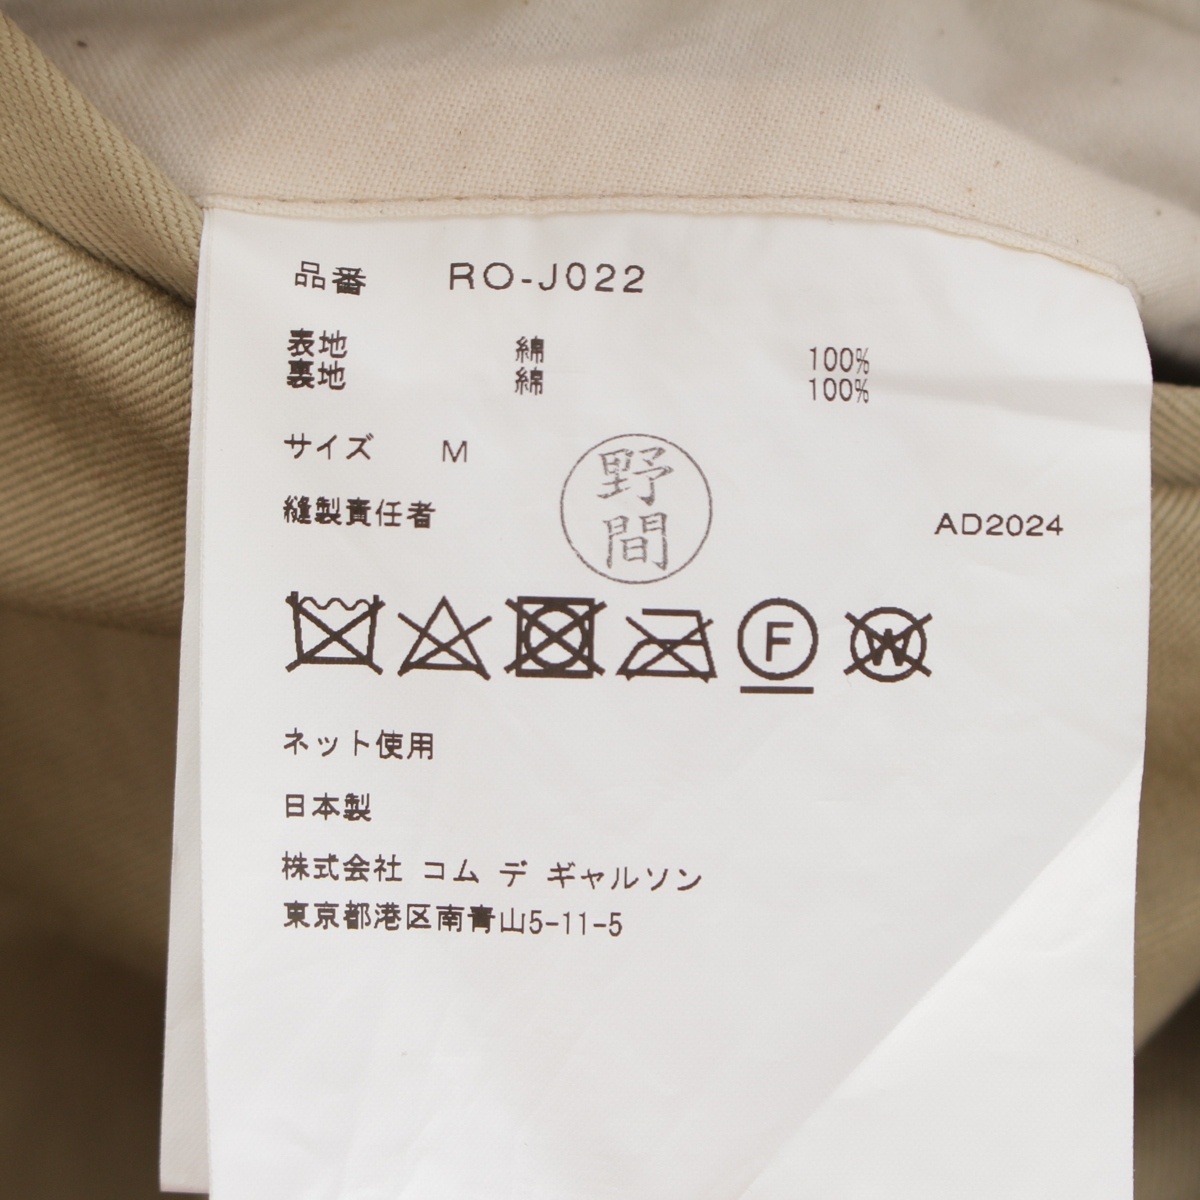 品番 RO-J022
表地 綿 100%
裏地 綿 100%
サイズ M
野間
縫製責任者 AD2024
F W
ネット使用
日本製
株式会社 コム デ ギャルソン
東京都港区南青山5-11-5